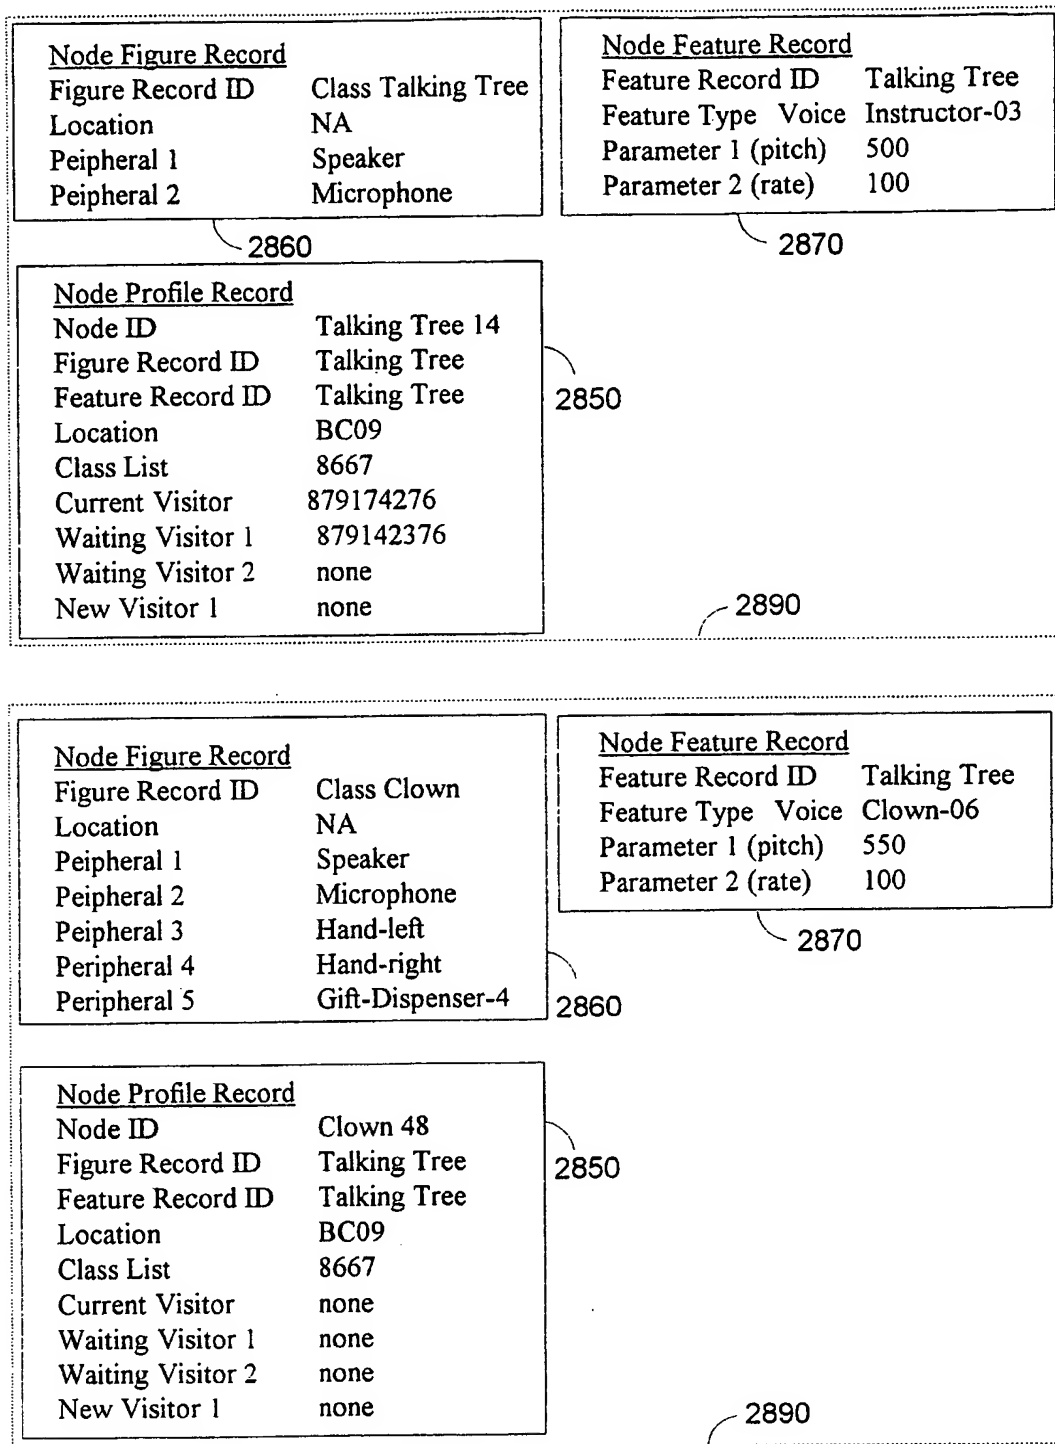 Node Figure Record
Figure Record ID Class Talking Tree
Location NA
Peipheral 1 Speaker
Peipheral 2 Microphone
2860
Node Feature Record
Feature Record ID Talking Tree
Feature Type Voice Instructor-03
Parameter 1 (pitch) 500
Parameter 2 (rate) 100
2870
Node Profile Record
Node ID Talking Tree 14
Figure Record ID Talking Tree
Feature Record ID Talking Tree
Location BC09
Class List 8667
Current Visitor 879174276
Waiting Visitor 1 879142376
Waiting Visitor 2 none
New Visitor 1 none
2850
2890
Node Figure Record
Figure Record ID Class Clown
Location NA
Peipheral 1 Speaker
Peipheral 2 Microphone
Peipheral 3 Hand-left
Peripheral 4 Hand-right
Peripheral 5 Gift-Dispenser-4
2860
Node Feature Record
Feature Record ID Talking Tree
Feature Type Voice Clown-06
Parameter 1 (pitch) 550
Parameter 2 (rate) 100
2870
Node Profile Record
Node ID Clown 48
Figure Record ID Talking Tree
Feature Record ID Talking Tree
Location BC09
Class List 8667
Current Visitor none
Waiting Visitor 1 none
Waiting Visitor 2 none
New Visitor 1 none
2850
2890